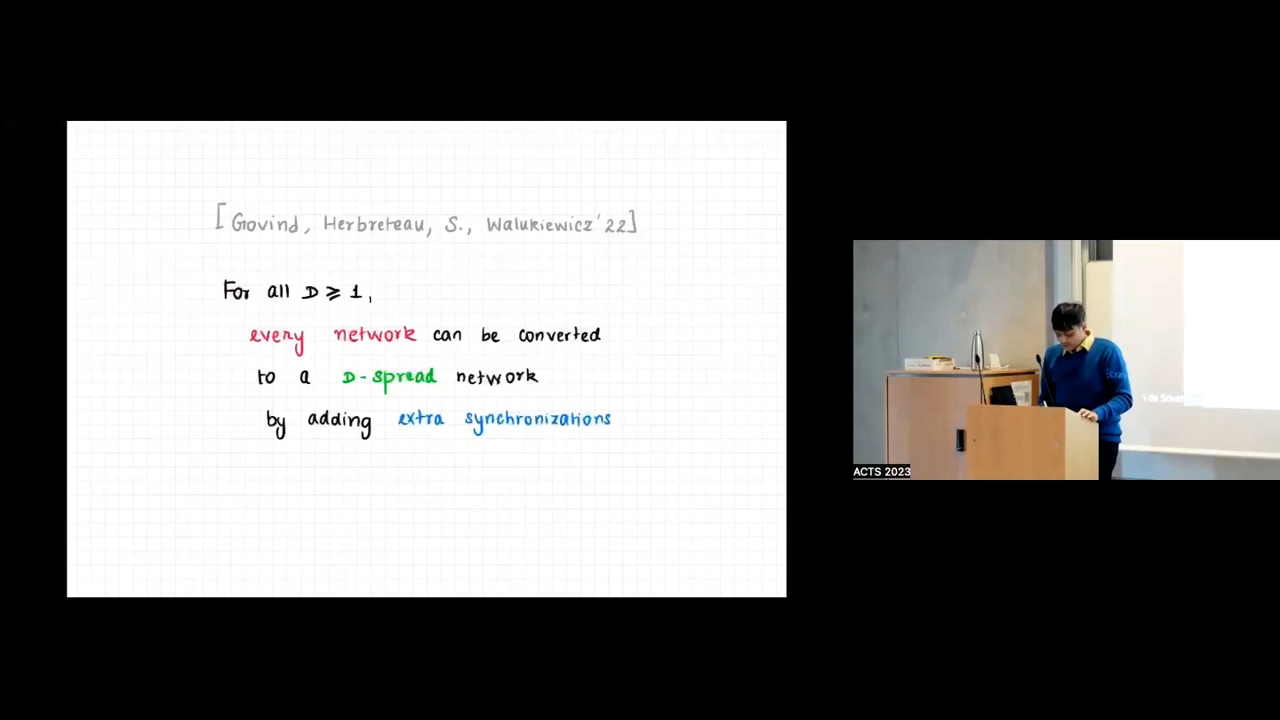 [Govind, Herbreteau, S., Walukiewicz '22]
For all D ≥ 1,
every network can be converted
to a D-spread network
by adding extra synchronizations
ACTS 2023